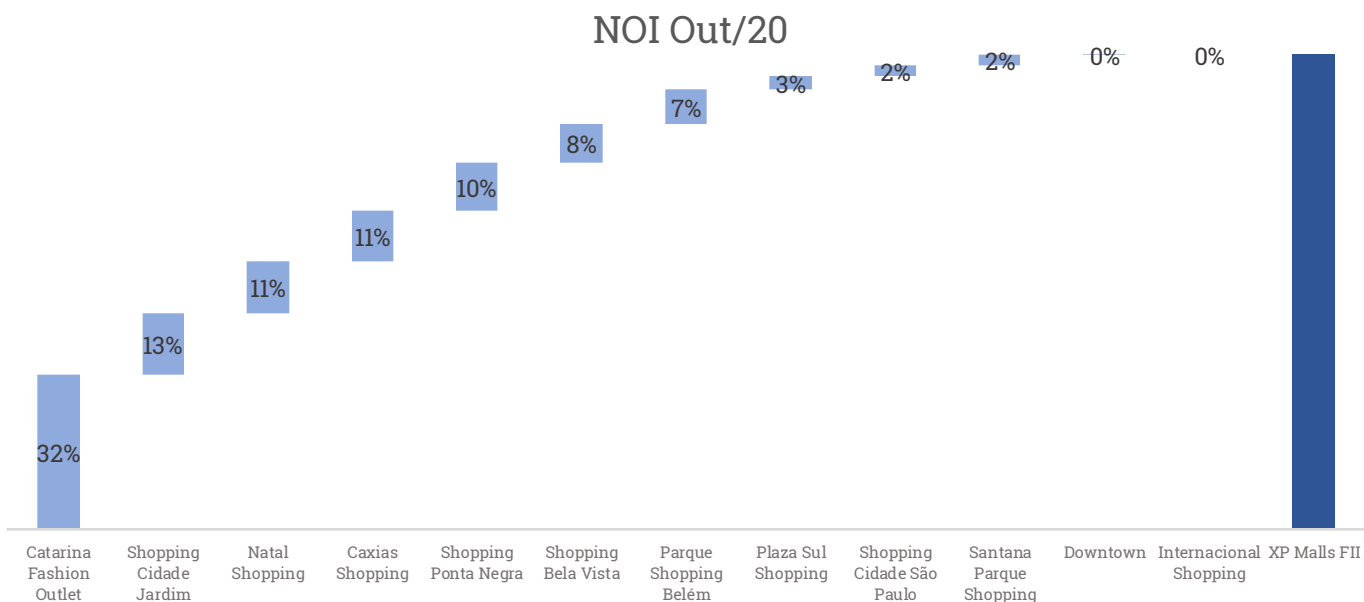 NOI Out/20
32%
13%
11%
11%
10%
8%
7%
3%
2%
2%
0%
0%
Catarina
Fashion
Outlet
Shopping
Cidade
Jardim
Natal
Shopping
Caxias
Shopping
Shopping
Ponta Negra
Shopping
Bela Vista
Parque
Shopping
Belém
Plaza Sul
Shopping
Shopping
Cidade São
Paulo
Santana
Parque
Shopping
Downtown
Internacional
Shopping
XP Malls FII